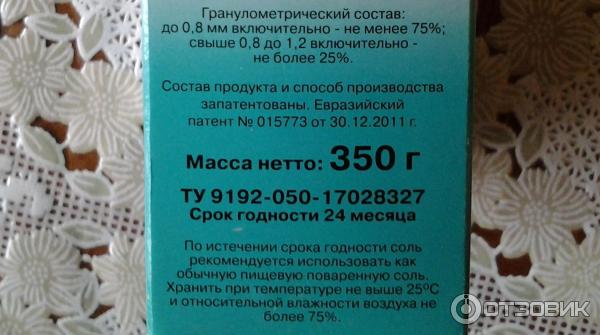 Гранулометрический состав:
до 0,8 мм включительно - не менее 75%;
свыше 0,8 до 1,2 включительно -
не более 25%.
Состав продукта и способ производства
запатентованы. Евразийский
патент № 015773 от 30.12.2011 г.
Масса нетто: 350 г
ТУ 9192-050-17028327
Срок годности 24 месяца
По истечении срока годности соль
рекомендуется использовать как
обычную пищевую поваренную соль.
Хранить при температуре не выше 25°С
и относительной влажности воздуха не
более 75%.
ОТЗОВИК